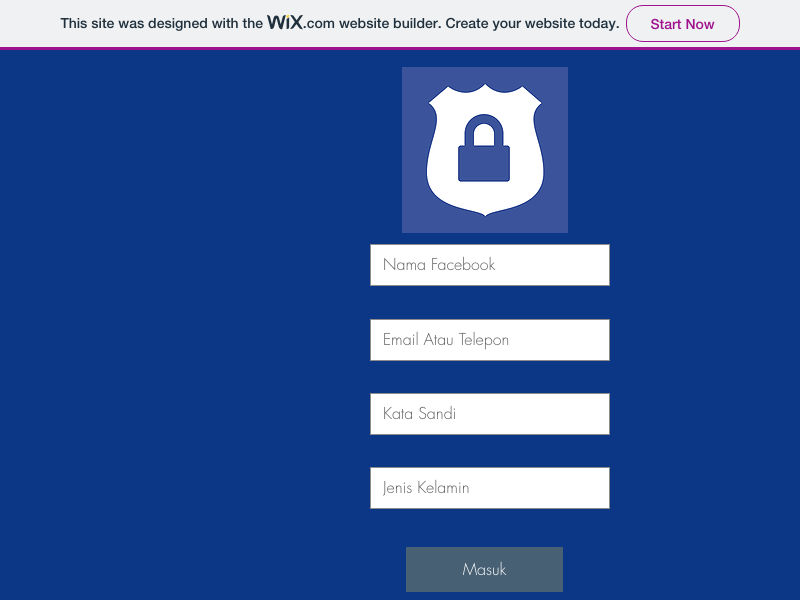 This site was designed with the WiX.com website builder. Create your website today.
Start Now
Nama Facebook
Email Atau Telepon
Kata Sandi
Jenis Kelamin
Masuk